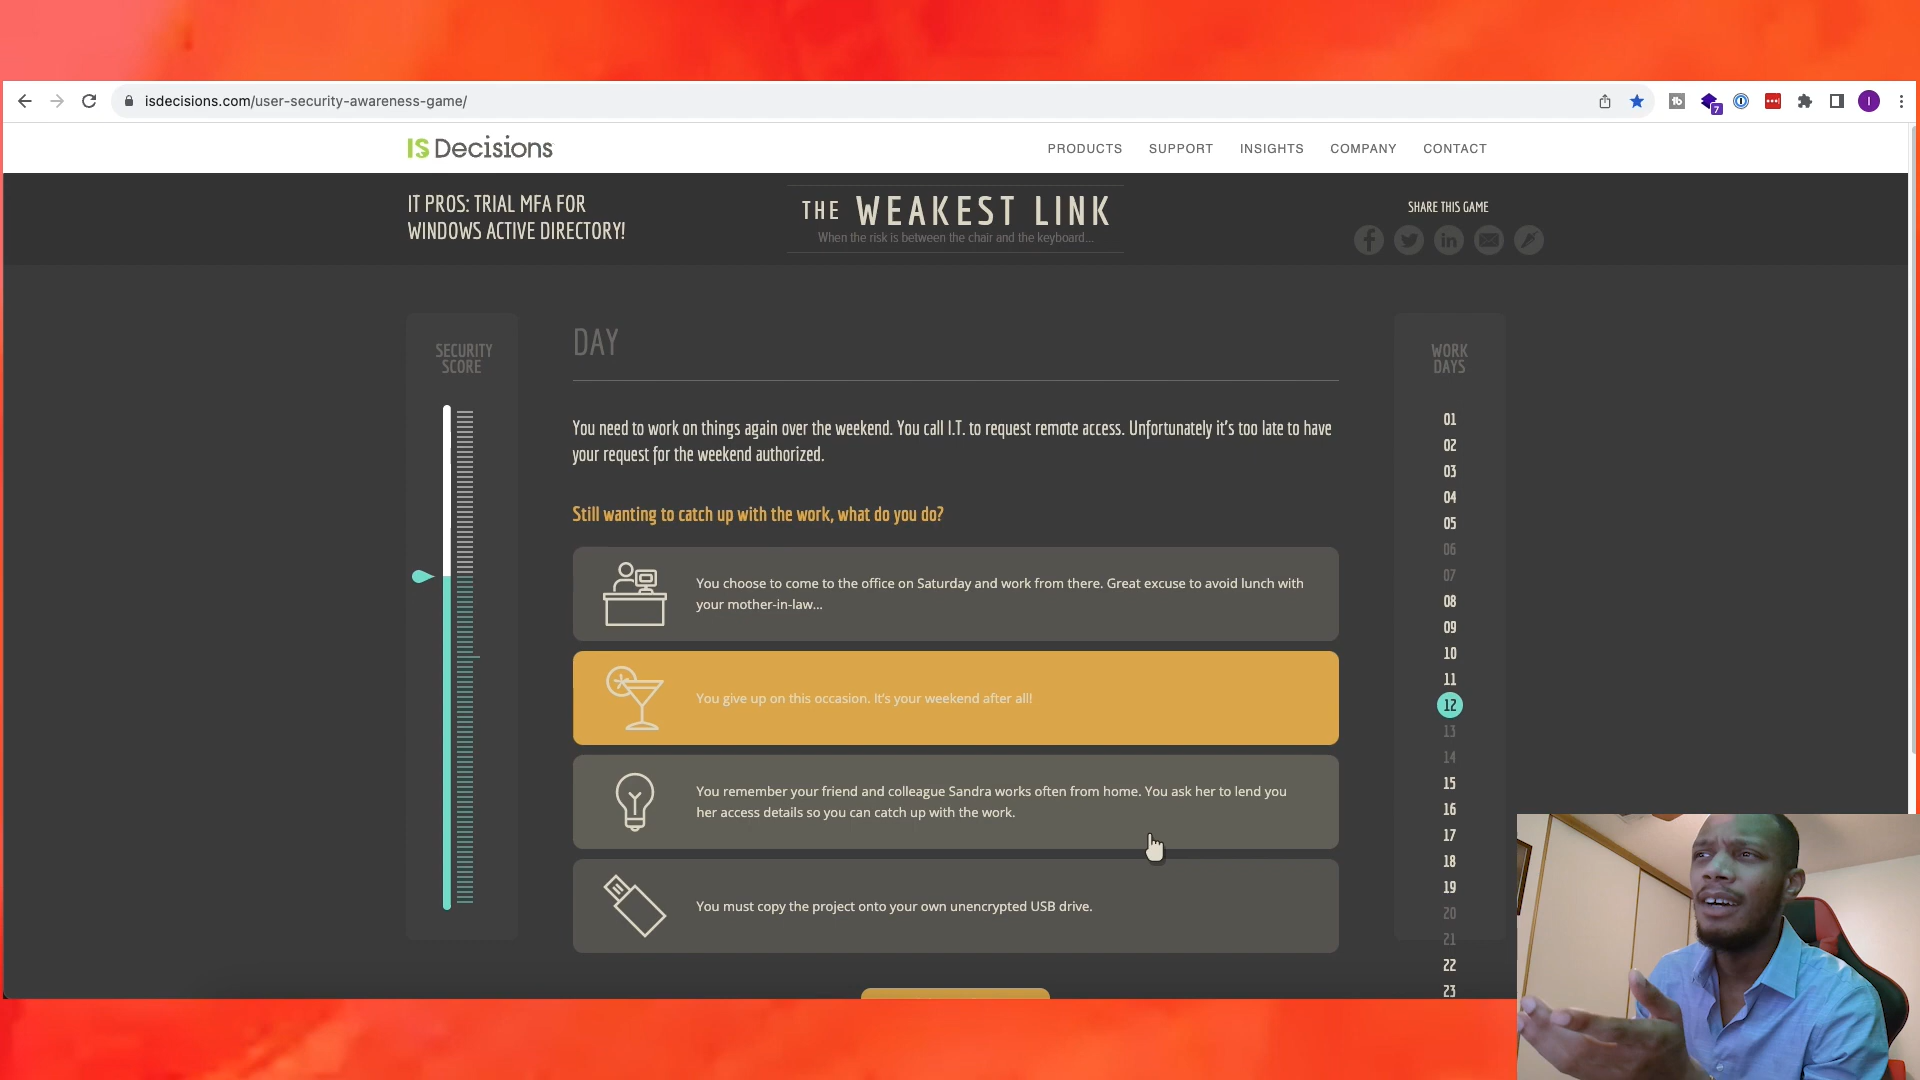 isdecisions.com/user-security-awareness-game/
7
I
IS Decisions
PRODUCTS SUPPORT INSIGHTS COMPANY CONTACT
IT PROS: TRIAL MFA FOR
WINDOWS ACTIVE DIRECTORY!
THE WEAKEST LINK
When the risk is between the chair and the keyboard...
SHARE THIS GAME
SECURITY
SCORE
DAY
You need to work on things again over the weekend. You call I.T. to request remote access. Unfortunately it's too late to have
your request for the weekend authorized.
Still wanting to catch up with the work, what do you do?
You choose to come to the office on Saturday and work from there. Great excuse to avoid lunch with
your mother-in-law...
You give up on this occasion. It's your weekend after all!
You remember your friend and colleague Sandra works often from home. You ask her to lend you
her access details so you can catch up with the work.
You must copy the project onto your own unencrypted USB drive.
WORK
DAYS
01
02
03
04
05
06
07
08
09
10
11
12
13
14
15
16
17
18
19
20
21
22
23